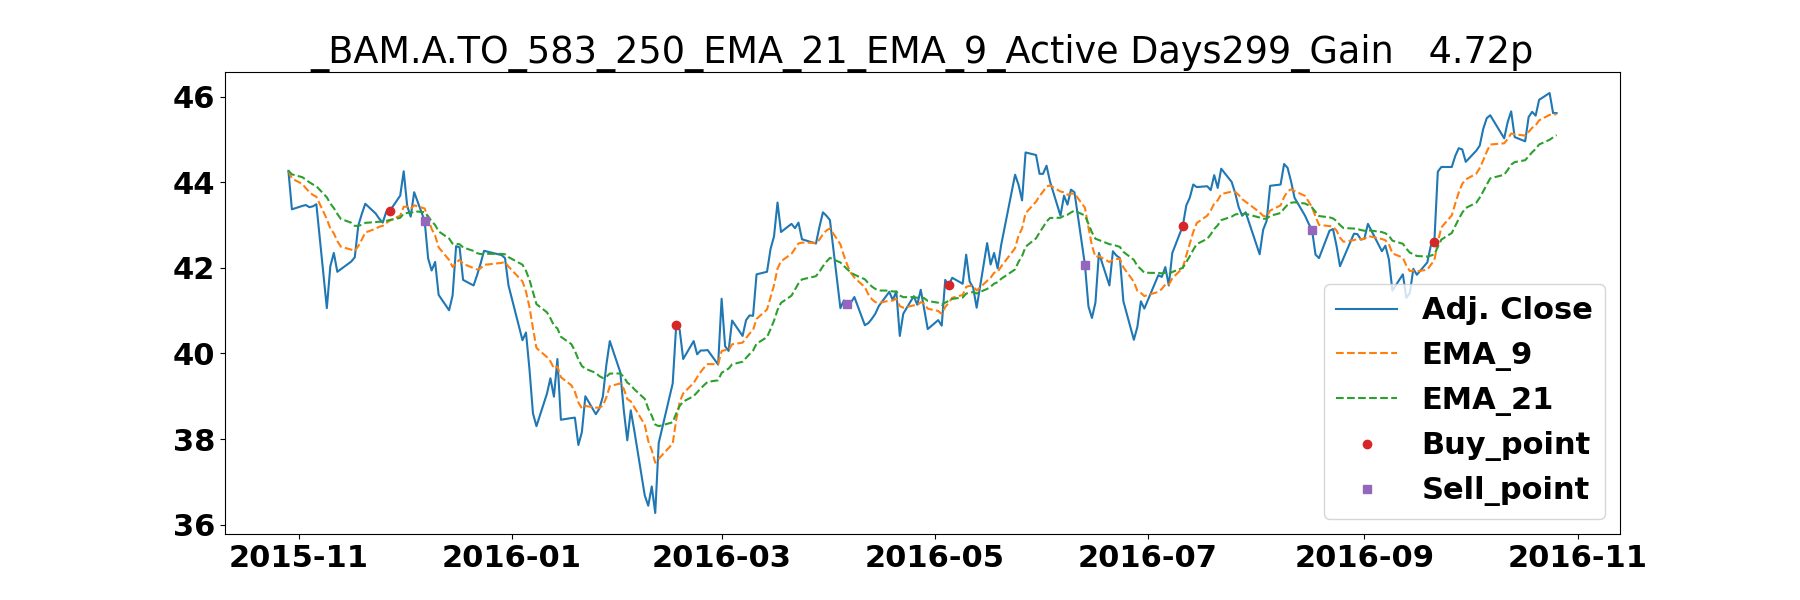 _BAM.A.TO_583_250_EMA_21_EMA_9_Active Days299_Gain   4.72p
46
44
42
40
38
36
Adj. Close
EMA_9
EMA_21
Buy_point
Sell_point
2015-11 2016-01 2016-03 2016-05 2016-07 2016-09 2016-11